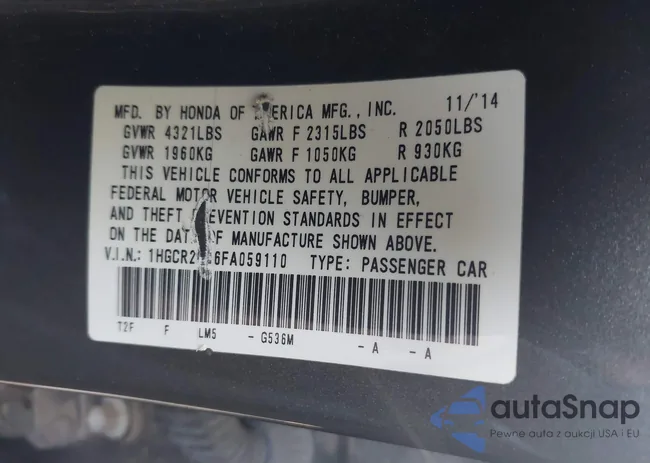 MFD. BY HONDA OF MFG., INC. 11/'14
GVWR 4321LBS GAWR F 2315LBS R 2050LBS
GVWR 1960KG GAWR F 1050KG R 930KG
THIS VEHICLE CONFORMS TO ALL APPLICABLE
FEDERAL MOTOR VEHICLE SAFETY, BUMPER,
AND THEFT STANDARDS IN EFFECT
ON THE OF MANUFACTURE SHOWN ABOVE.
V.I.N.: TYPE: PASSENGER CAR
T2F F LM5 - G536M - A - A
autaSnap
Pewne auta z aukcji USA i EU